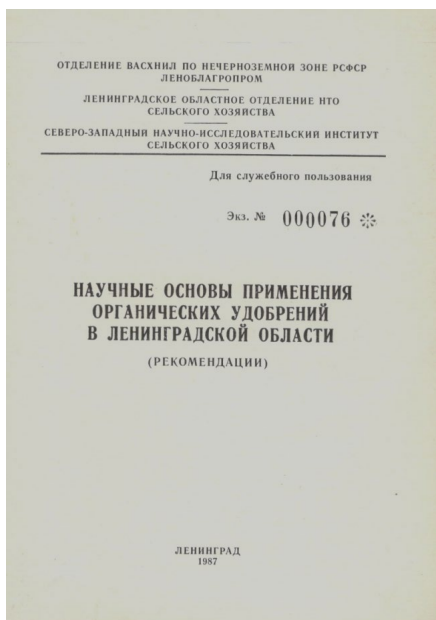 ОТДЕЛЕНИЕ ВАСХНИЛ ПО НЕЧЕРНОЗЕМНОЙ ЗОНЕ РСФСР
ЛЕНОБЛАГРОПРОМ
ЛЕНИНГРАДСКОЕ ОБЛАСТНОЕ ОТДЕЛЕНИЕ НТО
СЕЛЬСКОГО ХОЗЯЙСТВА
СЕВЕРО-ЗАПАДНЫЙ НАУЧНО-ИССЛЕДОВАТЕЛЬСКИЙ ИНСТИТУТ
СЕЛЬСКОГО ХОЗЯЙСТВА
Для служебного пользования
Экз. № 000076
НАУЧНЫЕ ОСНОВЫ ПРИМЕНЕНИЯ
ОРГАНИЧЕСКИХ УДОБРЕНИЙ
В ЛЕНИНГРАДСКОЙ ОБЛАСТИ
(РЕКОМЕНДАЦИИ)
ЛЕНИНГРАД
1987